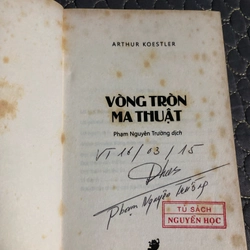 ARTHUR KOESTLER
VÒNG TRÒN
MA THUẬT
Phạm Nguyên Trường dịch
VT 16/03/15
Phạm Nguyên Trường
TỦ SÁCH
NGUYÊN HỌC